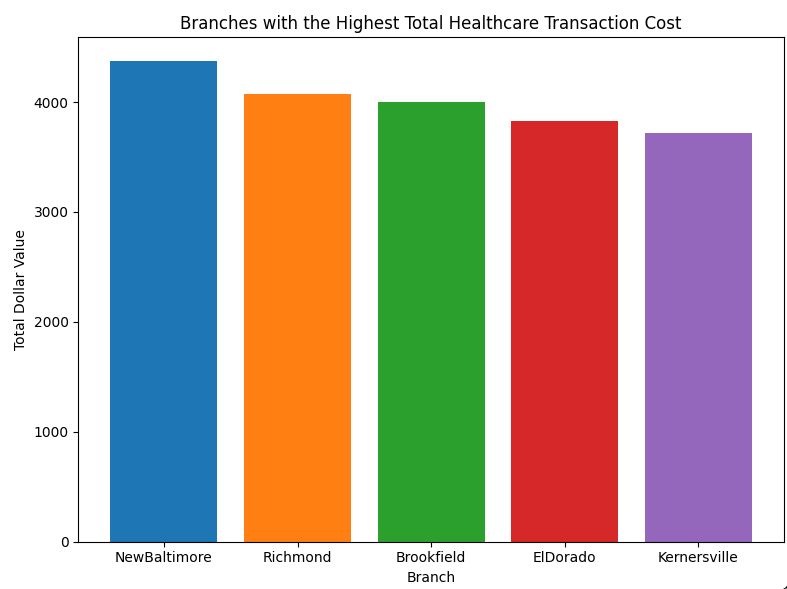 Branches with the Highest Total Healthcare Transaction Cost
Total Dollar Value
4000
3000
2000
1000
0
NewBaltimore Richmond Brookfield ElDorado Kernersville
Branch